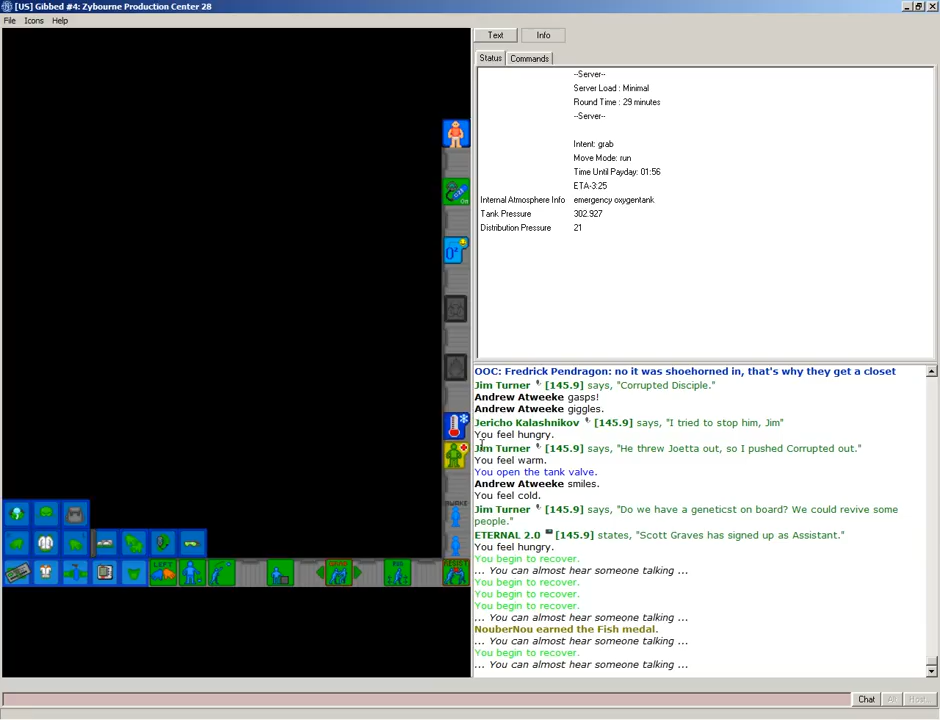 [US] Gibbed #4: Zybourne Production Center 28
File Icons Help
Text Info
Status Commands
--Server--
Server Load : Minimal
Round Time : 29 minutes
--Server--
Intent: grab
Move Mode: run
Time Until Payday: 01:56
ETA-3:25
Internal Atmosphere Info emergency oxygentank
Tank Pressure 302.927
Distribution Pressure 21
OOC: Fredrick Pendragon: no it was shoehorned in, that's why they get a closet
Jim Turner [145.9] says, "Corrupted Disciple."
Andrew Atweeke gasps!
Andrew Atweeke giggles.
Jericho Kalashnikov [145.9] says, "I tried to stop him, Jim"
You feel hungry.
Jim Turner [145.9] says, "He threw Joetta out, so I pushed Corrupted out."
You feel warm.
You open the tank valve.
Andrew Atweeke smiles.
You feel cold.
Jim Turner [145.9] says, "Do we have a geneticst on board? We could revive some
people."
ETERNAL 2.0 [145.9] states, "Scott Graves has signed up as Assistant."
You feel hungry.
You begin to recover.
... You can almost hear someone talking ...
You begin to recover.
You begin to recover.
You begin to recover.
... You can almost hear someone talking ...
NouberNou earned the Fish medal.
... You can almost hear someone talking ...
You begin to recover.
... You can almost hear someone talking ...
On
LEFT
GRAB
Chat